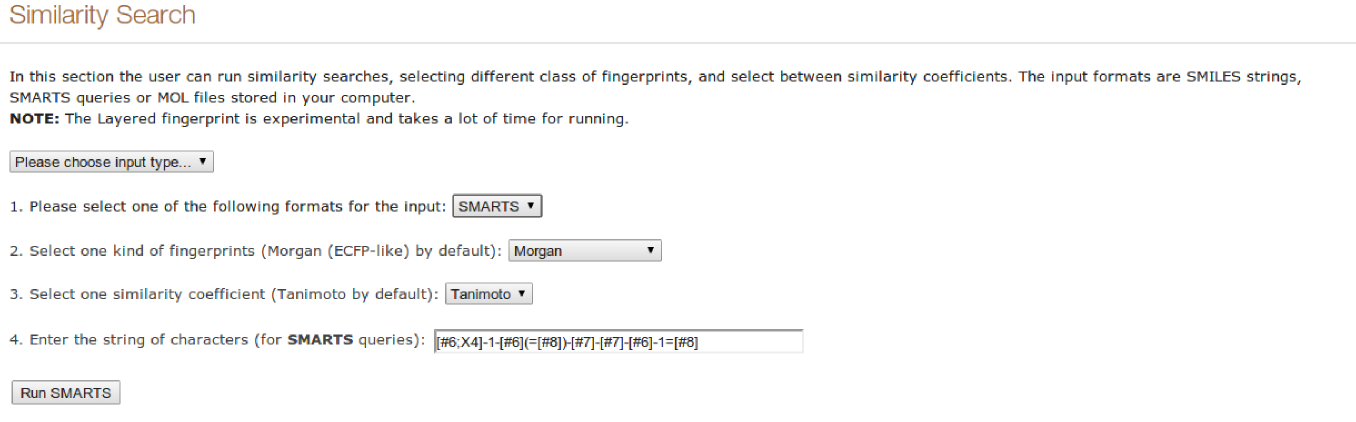 Similarity Search
In this section the user can run similarity searches, selecting different class of fingerprints, and select between similarity coefficients. The input formats are SMILES strings,
SMARTS queries or MOL files stored in your computer.
NOTE: The Layered fingerprint is experimental and takes a lot of time for running.
Please choose input type... ▼
1. Please select one of the following formats for the input: SMARTS ▼
2. Select one kind of fingerprints (Morgan (ECFP-like) by default): Morgan ▼
3. Select one similarity coefficient (Tanimoto by default): Tanimoto ▼
4. Enter the string of characters (for SMARTS queries): [#6;X4]-1-[#6](=[#8])-[#7]-[#7]-[#6]-1=[#8]
Run SMARTS